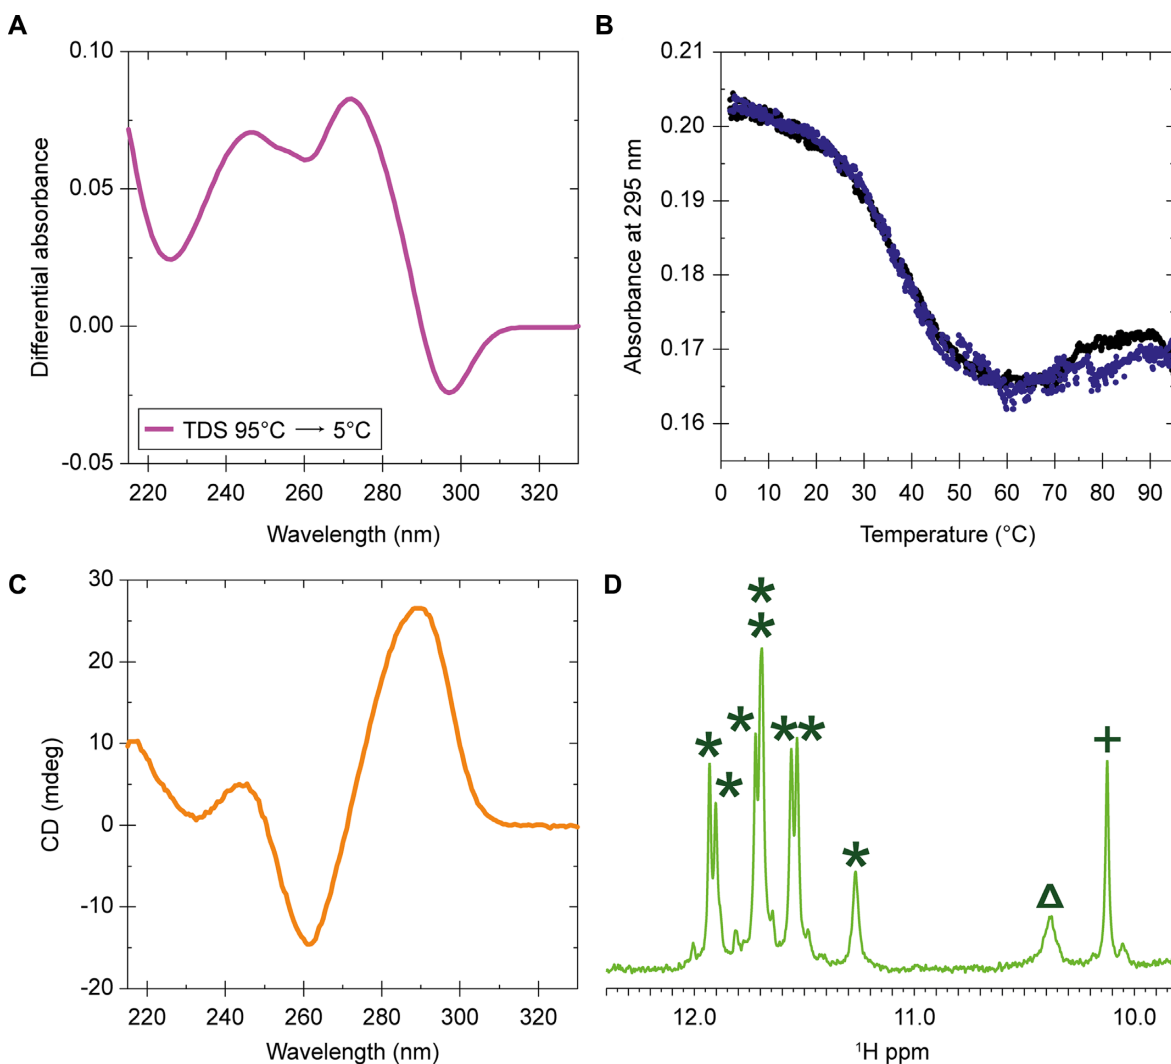 A
0.10
0.05
0.00
-0.05
Differential absorbance
TDS 95°C → 5°C
220 240 260 280 300 320
Wavelength (nm)
B
0.21
0.20
0.19
0.18
0.17
0.16
Absorbance at 295 nm
0 10 20 30 40 50 60 70 80 90
Temperature (°C)
C
30
20
10
0
-10
-20
CD (mdeg)
220 240 260 280 300 320
Wavelength (nm)
D
*
*
* * * * *
*
*
Δ
+
12.0 11.0 10.0
¹H ppm